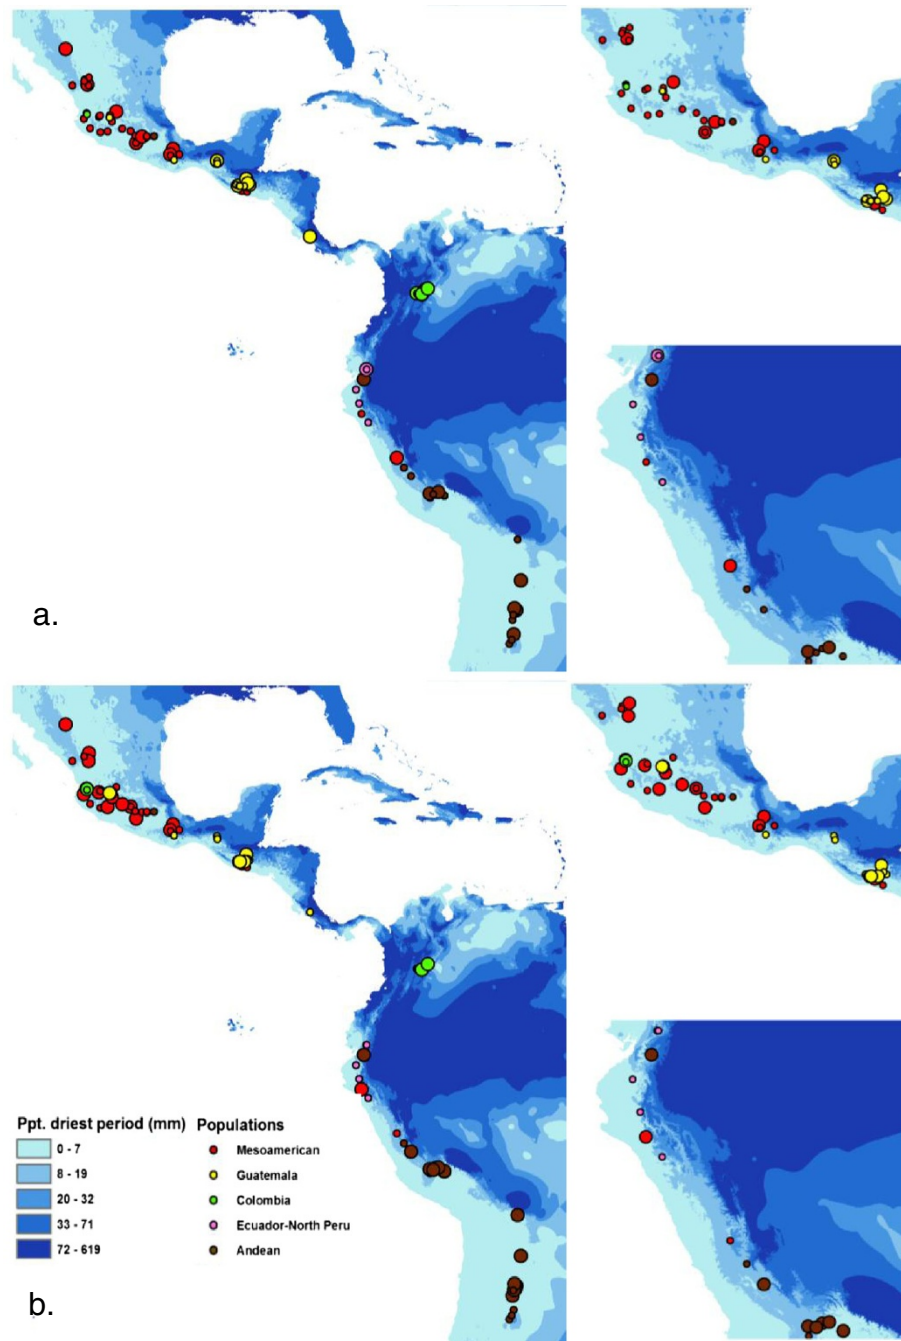 a.
Ppt. driest period (mm)
0 - 7
8 - 19
20 - 32
33 - 71
72 - 619
Populations
Mesoamerican
Guatemala
Colombia
Ecuador-North Peru
Andean
b.